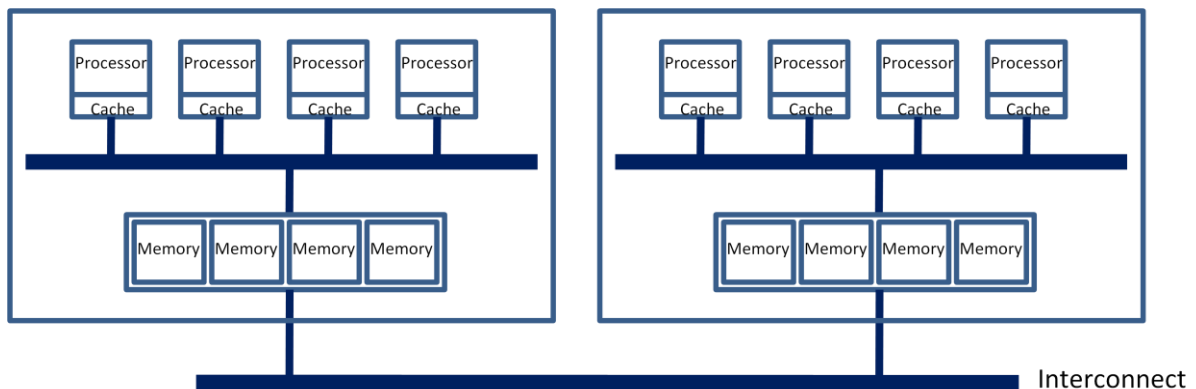 Processor Processor Processor Processor
Cache Cache Cache Cache
Memory Memory Memory Memory
Processor Processor Processor Processor
Cache Cache Cache Cache
Memory Memory Memory Memory
Interconnect